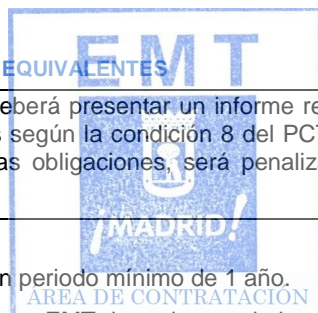 EMT
EQUIVALENTES
eberá presentar un informe re
s según la condición 8 del PCT
as obligaciones, será penaliz
¡MADRID!
n periodo mínimo de 1 año.
AREA DE CONTRATACIÓN
EMT